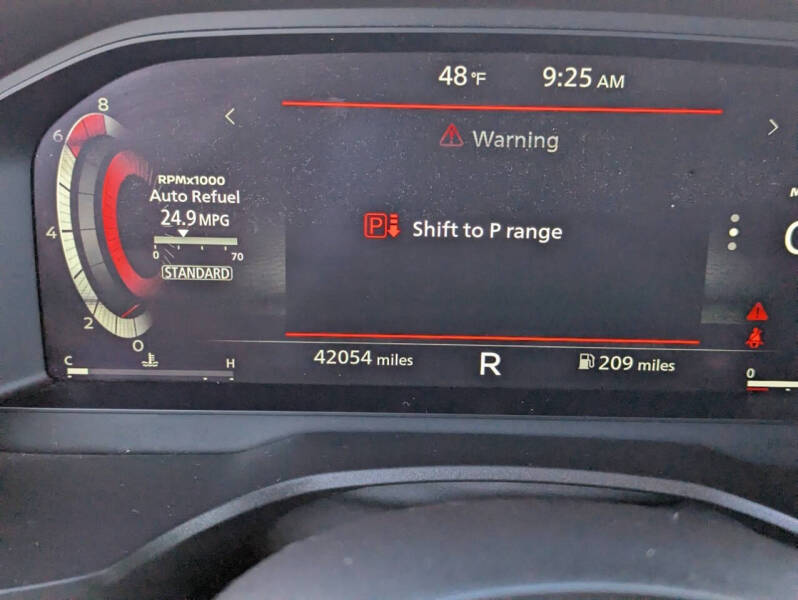 48°F 9:25 AM
Warning
8
6
4
2
0
RPMx1000
Auto Refuel
24.9 MPG
0 70
STANDARD
P Shift to P range
C H
42054 miles R 209 miles
0